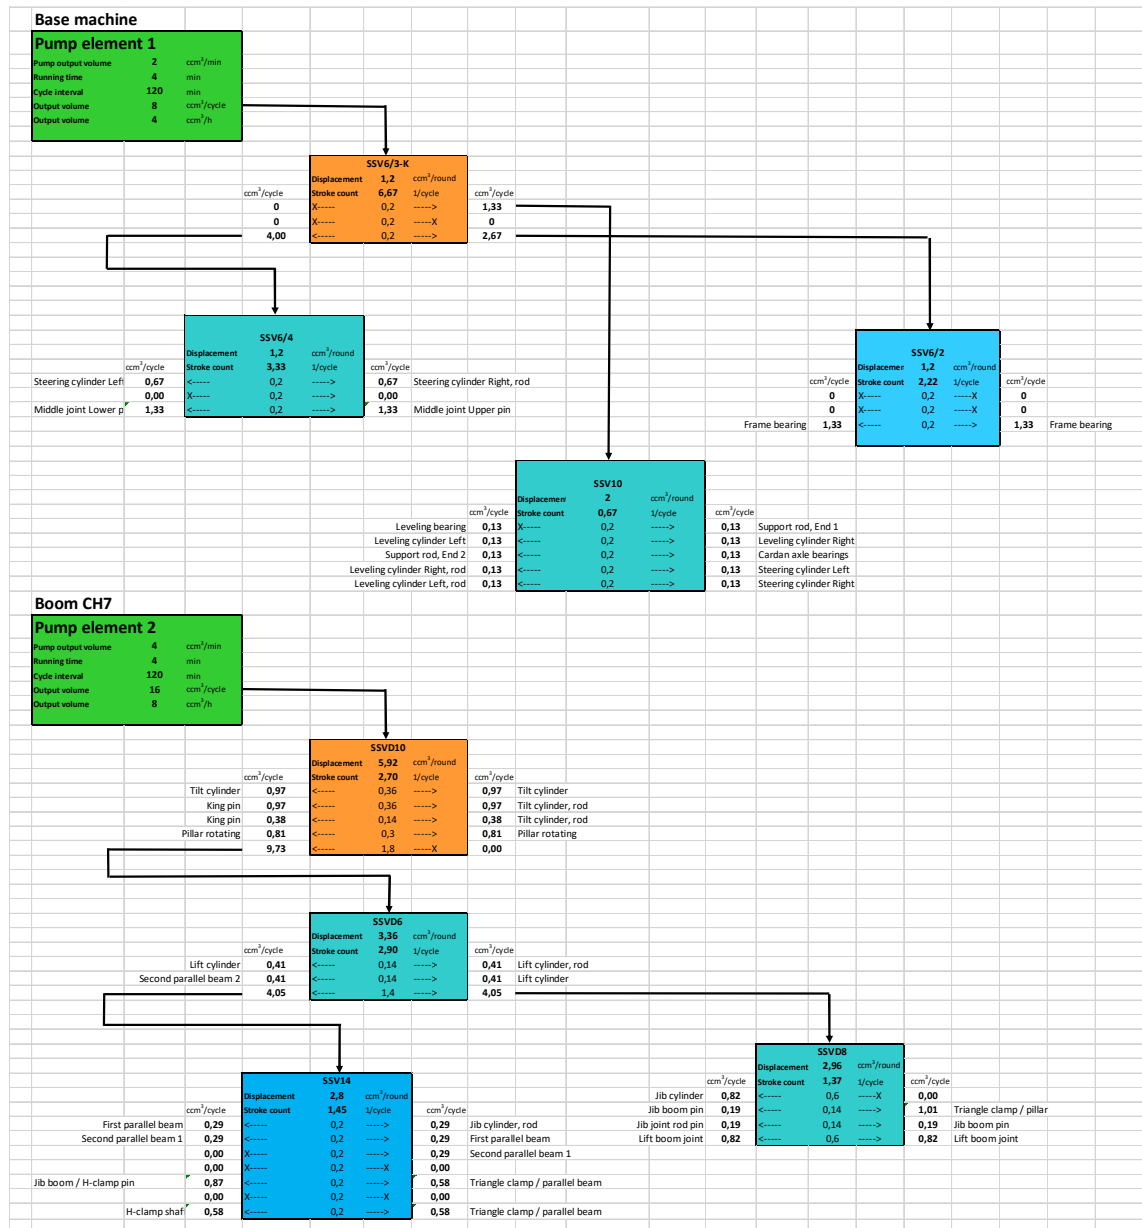 Base machine
Pump element 1
Pump output volume 2 ccm³/min
Running time 4 min
Cycle interval 120 min
Output volume 8 ccm³/cycle
Output volume 4 ccm³/h
SSV6/3-K
Displacement 1,2 ccm³/round
ccm³/cycle Stroke count 6,67 1/cycle ccm³/cycle
0 X----- 0,2 -----> 1,33
0 X----- 0,2 -----X 0
4,00 <----- 0,2 -----> 2,67
SSV6/4
Displacement 1,2 ccm³/round
ccm³/cycle Stroke count 3,33 1/cycle ccm³/cycle
Steering cylinder Left 0,67 <----- 0,2 -----> 0,67 Steering cylinder Right, rod
0,00 X----- 0,2 -----> 0,00
Middle joint Lower p 1,33 <----- 0,2 -----> 1,33 Middle joint Upper pin
SSV6/2
Displacemen 1,2 ccm³/round
ccm³/cycle Stroke count 2,22 1/cycle ccm³/cycle
0 X----- 0,2 -----X 0
0 X----- 0,2 -----X 0
Frame bearing 1,33 <----- 0,2 -----> 1,33 Frame bearing
SSV10
Displacemen 2 ccm³/round
ccm³/cycle Stroke count 0,67 1/cycle ccm³/cycle
Leveling bearing 0,13 X----- 0,2 -----> 0,13 Support rod, End 1
Leveling cylinder Left 0,13 <----- 0,2 -----> 0,13 Leveling cylinder Right
Support rod, End 2 0,13 <----- 0,2 -----> 0,13 Cardan axle bearings
Leveling cylinder Right, rod 0,13 <----- 0,2 -----> 0,13 Steering cylinder Left
Leveling cylinder Left, rod 0,13 <----- 0,2 -----> 0,13 Steering cylinder Right
Boom CH7
Pump element 2
Pump output volume 4 ccm³/min
Running time 4 min
Cycle interval 120 min
Output volume 16 ccm³/cycle
Output volume 8 ccm³/h
SSVD10
Displacement 5,92 ccm³/round
ccm³/cycle Stroke count 2,70 1/cycle ccm³/cycle
Tilt cylinder 0,97 <----- 0,36 -----> 0,97 Tilt cylinder
King pin 0,97 <----- 0,36 -----> 0,97 Tilt cylinder, rod
King pin 0,38 <----- 0,14 -----> 0,38 Tilt cylinder, rod
Pillar rotating 0,81 <----- 0,3 -----> 0,81 Pillar rotating
9,73 <----- 1,8 -----X 0,00
SSVD6
Displacement 3,36 ccm³/round
ccm³/cycle Stroke count 2,90 1/cycle ccm³/cycle
Lift cylinder 0,41 <----- 0,14 -----> 0,41 Lift cylinder, rod
Second parallel beam 2 0,41 <----- 0,14 -----> 0,41 Lift cylinder
4,05 <----- 1,4 -----> 4,05
SSVD8
Displacement 2,96 ccm³/round
ccm³/cycle Stroke count 1,37 1/cycle ccm³/cycle
Jib cylinder 0,82 <----- 0,6 -----X 0,00
Jib boom pin 0,19 <----- 0,14 -----> 1,01 Triangle clamp / pillar
Jib joint rod pin 0,19 <----- 0,14 -----> 0,19 Jib boom pin
Lift boom joint 0,82 <----- 0,6 -----> 0,82 Lift boom joint
SSV14
Displacement 2,8 ccm³/round
ccm³/cycle Stroke count 1,45 1/cycle ccm³/cycle
First parallel beam 0,29 <----- 0,2 -----> 0,29 Jib cylinder, rod
Second parallel beam 1 0,29 <----- 0,2 -----> 0,29 First parallel beam
0,00 X----- 0,2 -----> 0,29 Second parallel beam 1
0,00 X----- 0,2 -----X 0,00
Jib boom / H-clamp pin 0,87 <----- 0,2 -----> 0,58 Triangle clamp / parallel beam
0,00 X----- 0,2 -----X 0,00
H-clamp shaf 0,58 <----- 0,2 -----> 0,58 Triangle clamp / parallel beam